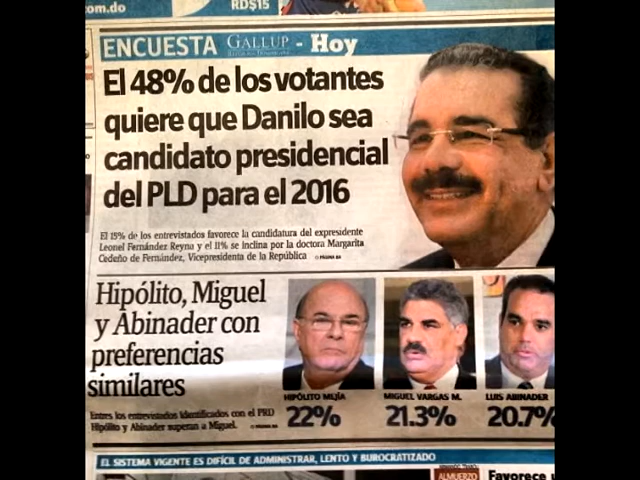 com.do
RD$15
ENCUESTA GALLUP - Hoy
El 48% de los votantes
quiere que Danilo sea
candidato presidencial
del PLD para el 2016
El 15% de los entrevistados favorece la candidatura del expresidente
Leonel Fernández Reyna y el 11% se inclina por la doctora Margarita
Cedeño de Fernández, Vicepresidenta de la República
Hipólito, Miguel
y Abinader con
preferencias
similares
Entre los entrevistados identificados con el PRD
Hipólito y Abinader superan a Miguel.
HIPÓLITO MEJÍA
22%
MIGUEL VARGAS M.
21.3%
LUIS ABINADER
20.7%
EL SISTEMA VIGENTE ES DIFÍCIL DE ADMINISTRAR, LENTO Y BUROCRATIZADO
ALMUERZO
Favorece